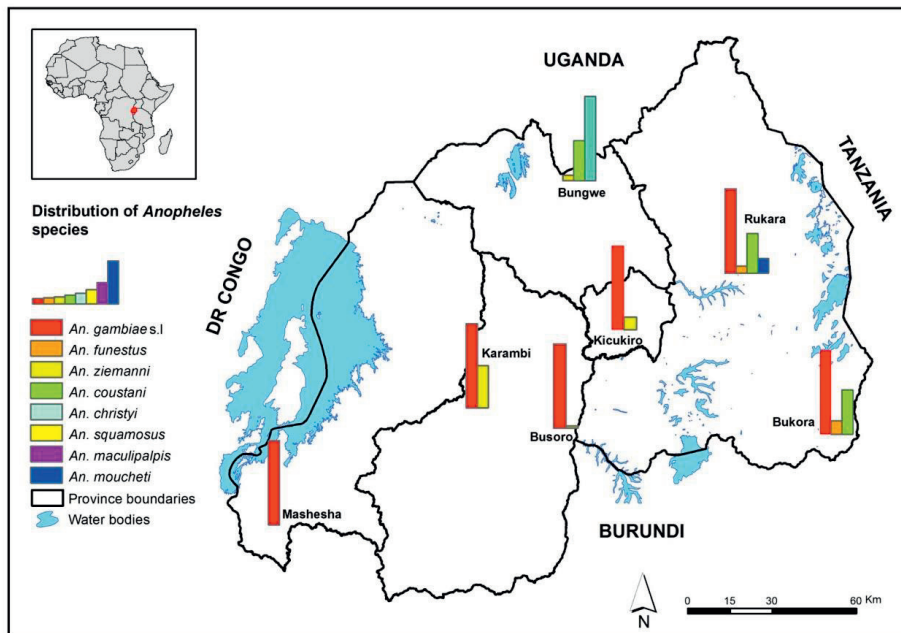 UGANDA
TANZANIA
DR CONGO
BURUNDI
Distribution of Anopheles
species
An. gambiae s.l
An. funestus
An. ziemanni
An. coustani
An. christyi
An. squamosus
An. maculipalpis
An. moucheti
Province boundaries
Water bodies
Bungwe
Rukara
Kicukiro
Karambi
Busoro
Bukora
Mashesha
N
0 15 30 60 Km